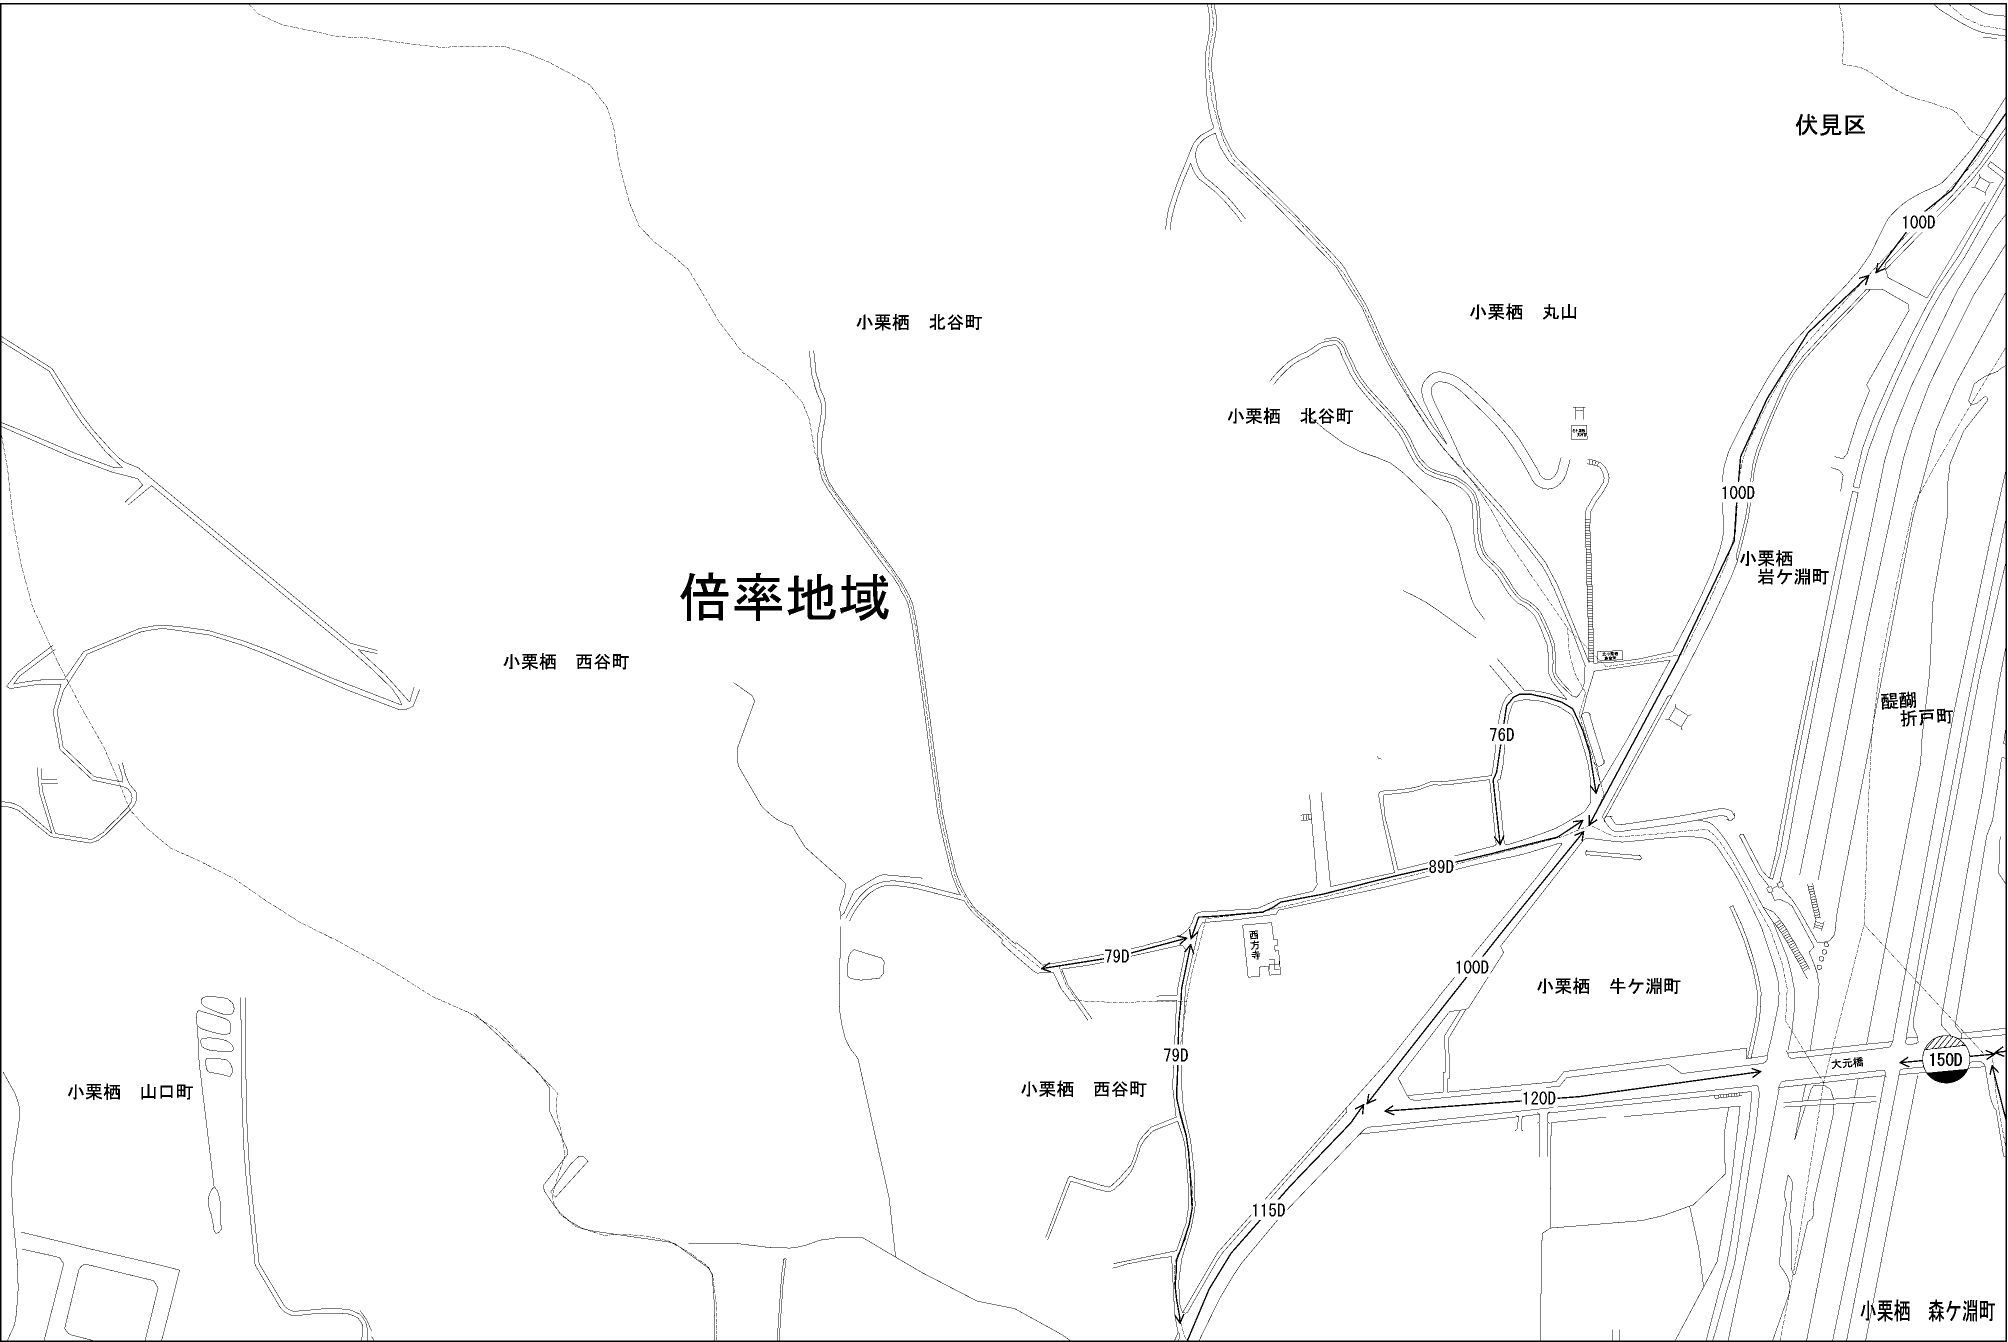 伏見区
100D
小栗栖　北谷町
小栗栖　丸山
小栗栖　北谷町
100D
小栗栖
岩ケ淵町
倍率地域
小栗栖　西谷町
醍醐
折戸町
76D
89D
西方寺
79D
100D
小栗栖　牛ケ淵町
79D
大元橋
150D
小栗栖　山口町
小栗栖　西谷町
120D
115D
小栗栖　森ケ淵町